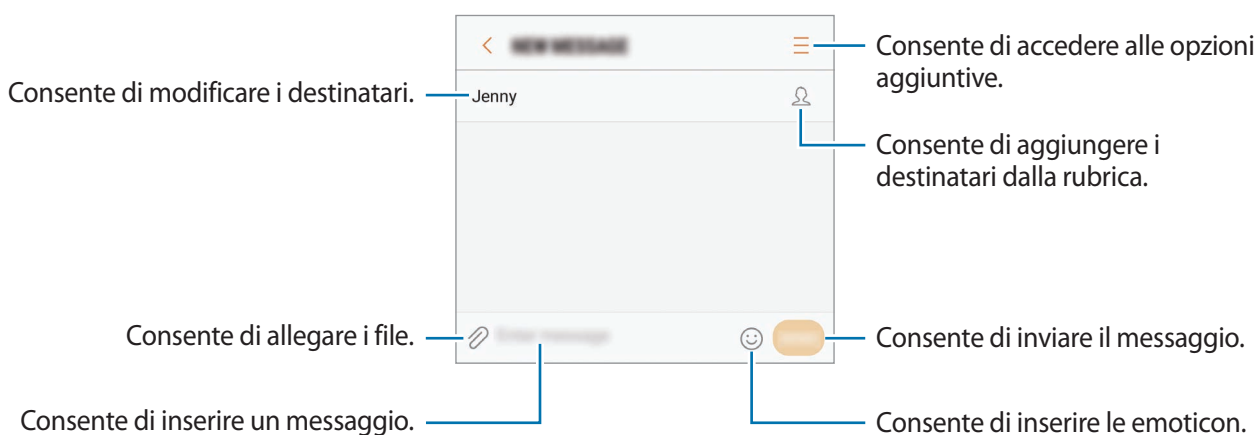 Consente di accedere alle opzioni
aggiuntive.
Consente di modificare i destinatari.
Jenny
Consente di aggiungere i
destinatari dalla rubrica.
Consente di allegare i file.
Consente di inviare il messaggio.
Consente di inserire un messaggio.
Consente di inserire le emoticon.